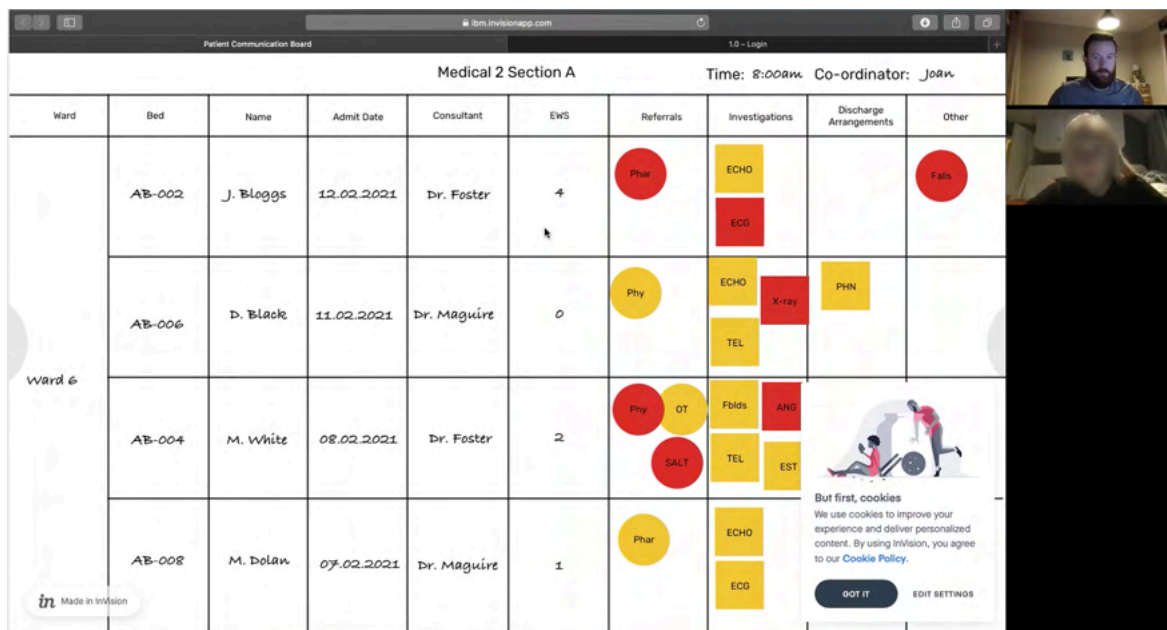 ibm.invisionapp.com
Patient Communication Board
1.0 – Login
Medical 2 Section A
Time: 8:00am Co-ordinator: Joan
Ward Bed Name Admit Date Consultant EWS Referrals Investigations Discharge Arrangements Other
Ward 6
AB-002 J. Bloggs 12.02.2021 Dr. Foster 4 Phar ECHO ECG Falls
AB-006 D. Black 11.02.2021 Dr. Maguire 0 Phy ECHO X-ray TEL PHN
AB-004 M. White 08.02.2021 Dr. Foster 2 Phy OT SALT Fblds ANG TEL EST
AB-008 M. Dolan 07.02.2021 Dr. Maguire 1 Phar ECHO ECG
But first, cookies
We use cookies to improve your
experience and deliver personalized
content. By using InVision, you agree
to our Cookie Policy.
GOT IT EDIT SETTINGS
in Made in InVision